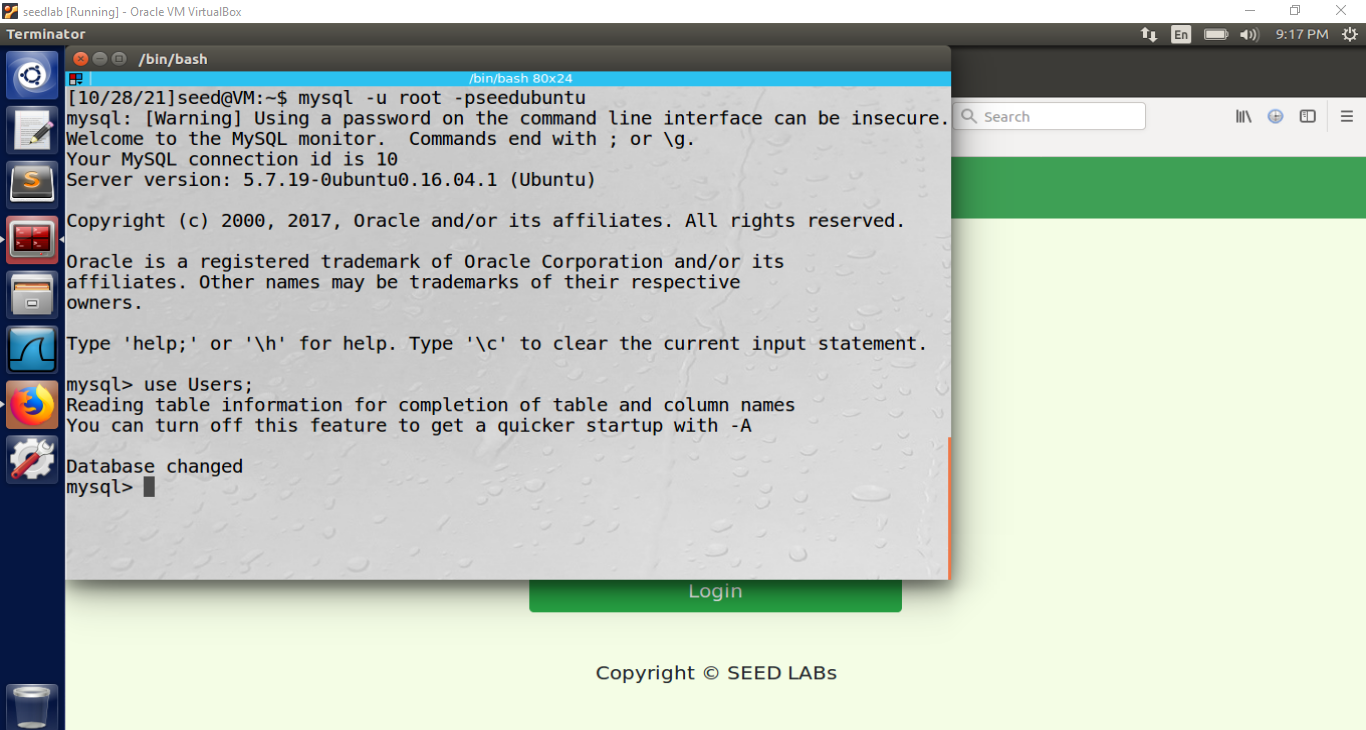 seedlab [Running] - Oracle VM VirtualBox
Terminator
En
9:17 PM
/bin/bash
/bin/bash 80x24
[10/28/21]seed@VM:~$ mysql -u root -pseedubuntu
mysql: [Warning] Using a password on the command line interface can be insecure.
Welcome to the MySQL monitor.  Commands end with ; or \g.
Your MySQL connection id is 10
Server version: 5.7.19-0ubuntu0.16.04.1 (Ubuntu)
Copyright (c) 2000, 2017, Oracle and/or its affiliates. All rights reserved.
Oracle is a registered trademark of Oracle Corporation and/or its
affiliates. Other names may be trademarks of their respective
owners.
Type 'help;' or '\h' for help. Type '\c' to clear the current input statement.
mysql> use Users;
Reading table information for completion of table and column names
You can turn off this feature to get a quicker startup with -A
Database changed
mysql>
Search
Login
Copyright © SEED LABs